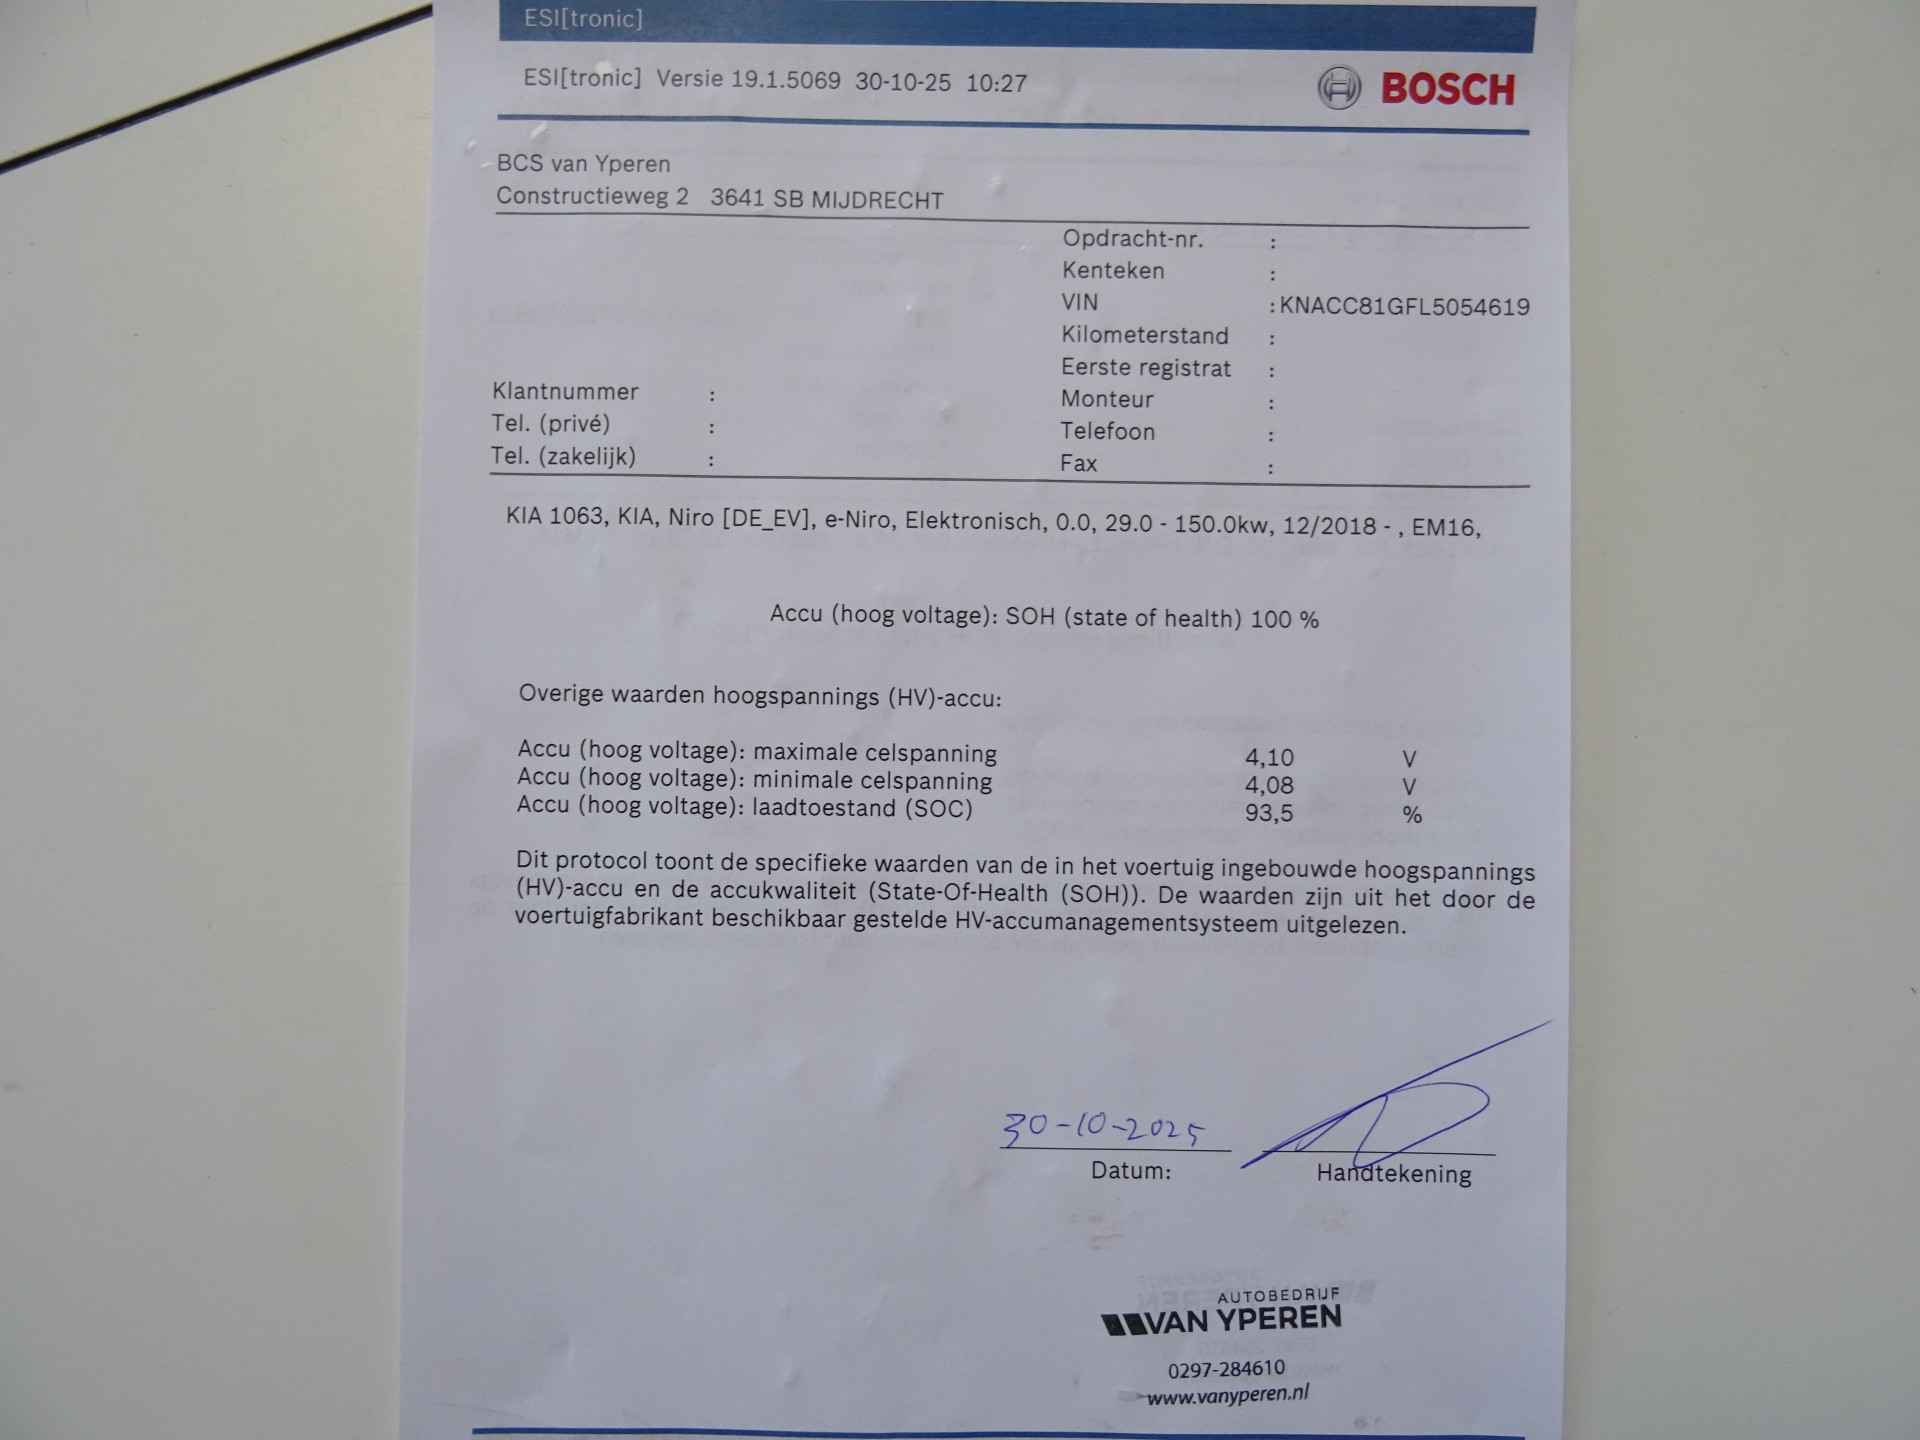 ESI[tronic]
ESI[tronic] Versie 19.1.5069 30-10-25 10:27
BOSCH
BCS van Yperen
Constructieweg 2 3641 SB MIJDRECHT
Opdracht-nr. :
Kenteken :
VIN :KNACC81GFL5054619
Kilometerstand :
Eerste registrat :
Klantnummer :
Monteur :
Tel. (privé) :
Telefoon :
Tel. (zakelijk) :
Fax :
KIA 1063, KIA, Niro [DE_EV], e-Niro, Elektronisch, 0.0, 29.0 - 150.0kw, 12/2018 - , EM16,
Accu (hoog voltage): SOH (state of health) 100 %
Overige waarden hoogspannings (HV)-accu:
Accu (hoog voltage): maximale celspanning 4,10 V
Accu (hoog voltage): minimale celspanning 4,08 V
Accu (hoog voltage): laadtoestand (SOC) 93,5 %
Dit protocol toont de specifieke waarden van de in het voertuig ingebouwde hoogspannings
(HV)-accu en de accukwaliteit (State-Of-Health (SOH)). De waarden zijn uit het door de
voertuigfabrikant beschikbaar gestelde HV-accumanagementsysteem uitgelezen.
30-10-2025
Datum: Handtekening
AUTOBEDRIJF
VAN YPEREN
0297-284610
www.vanyperen.nl